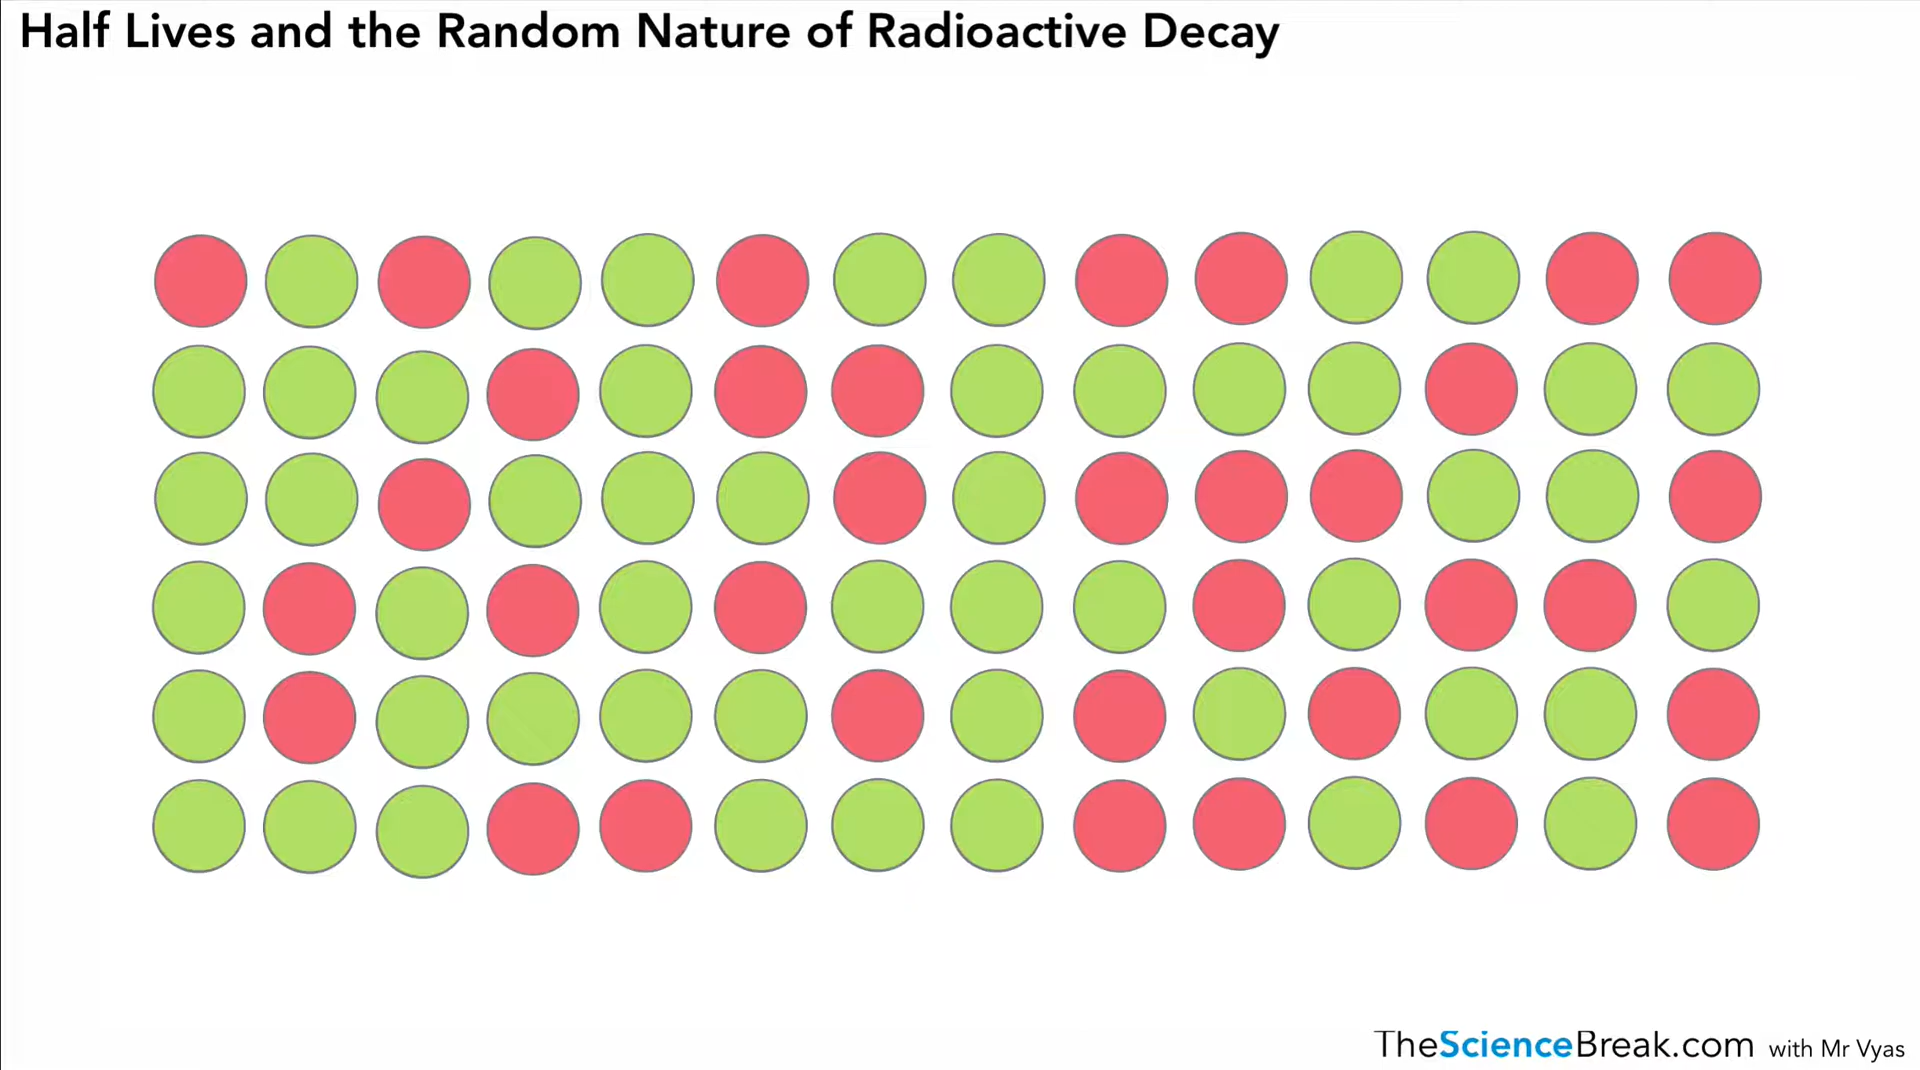 Half Lives and the Random Nature of Radioactive Decay
TheScienceBreak.com with Mr Vyas